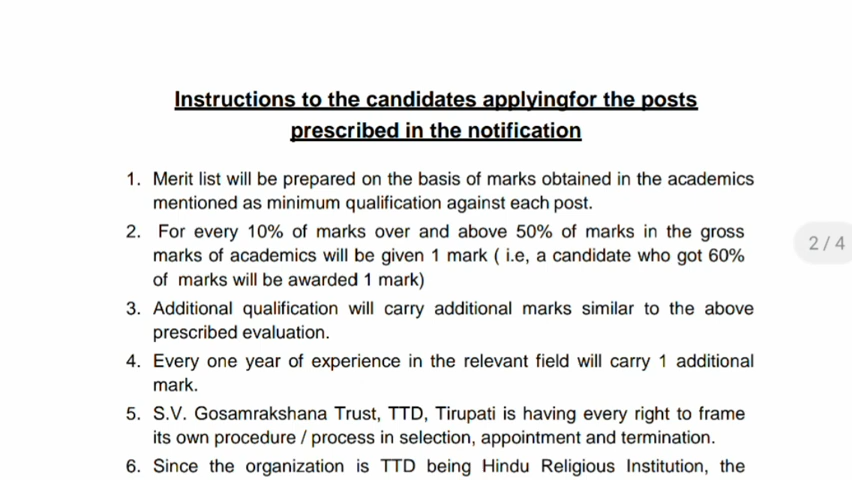 Instructions to the candidates applyingfor the posts
prescribed in the notification
1. Merit list will be prepared on the basis of marks obtained in the academics
mentioned as minimum qualification against each post.
2. For every 10% of marks over and above 50% of marks in the gross
marks of academics will be given 1 mark ( i.e, a candidate who got 60%
of marks will be awarded 1 mark)
2 / 4
3. Additional qualification will carry additional marks similar to the above
prescribed evaluation.
4. Every one year of experience in the relevant field will carry 1 additional
mark.
5. S.V. Gosamrakshana Trust, TTD, Tirupati is having every right to frame
its own procedure / process in selection, appointment and termination.
6. Since the organization is TTD being Hindu Religious Institution, the